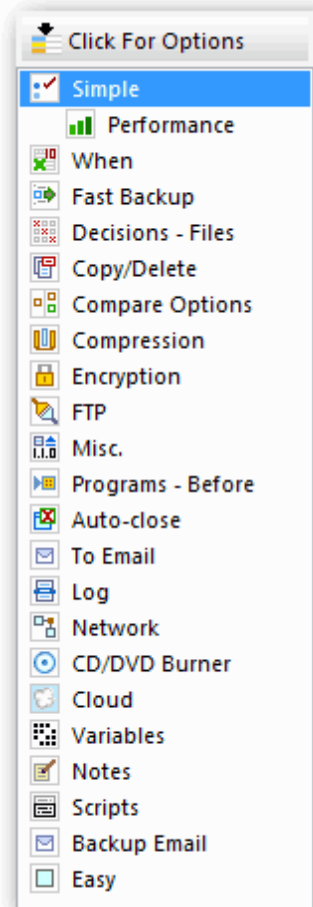 Click For Options
Simple
Performance
When
Fast Backup
Decisions - Files
Copy/Delete
Compare Options
Compression
Encryption
FTP
Misc.
Programs - Before
Auto-close
To Email
Log
Network
CD/DVD Burner
Cloud
Variables
Notes
Scripts
Backup Email
Easy